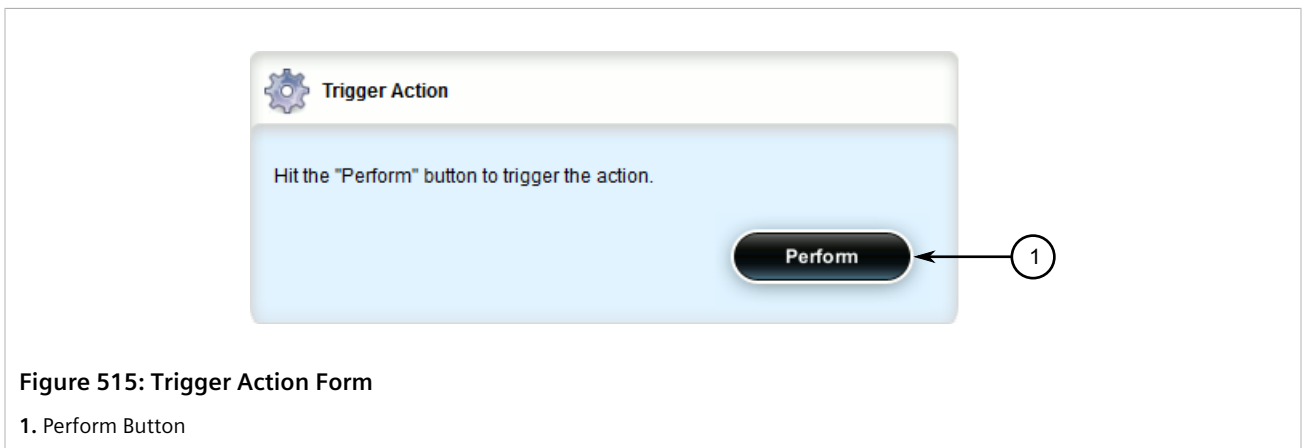 Trigger Action
Hit the "Perform" button to trigger the action.
Perform
1
Figure 515: Trigger Action Form
1. Perform Button